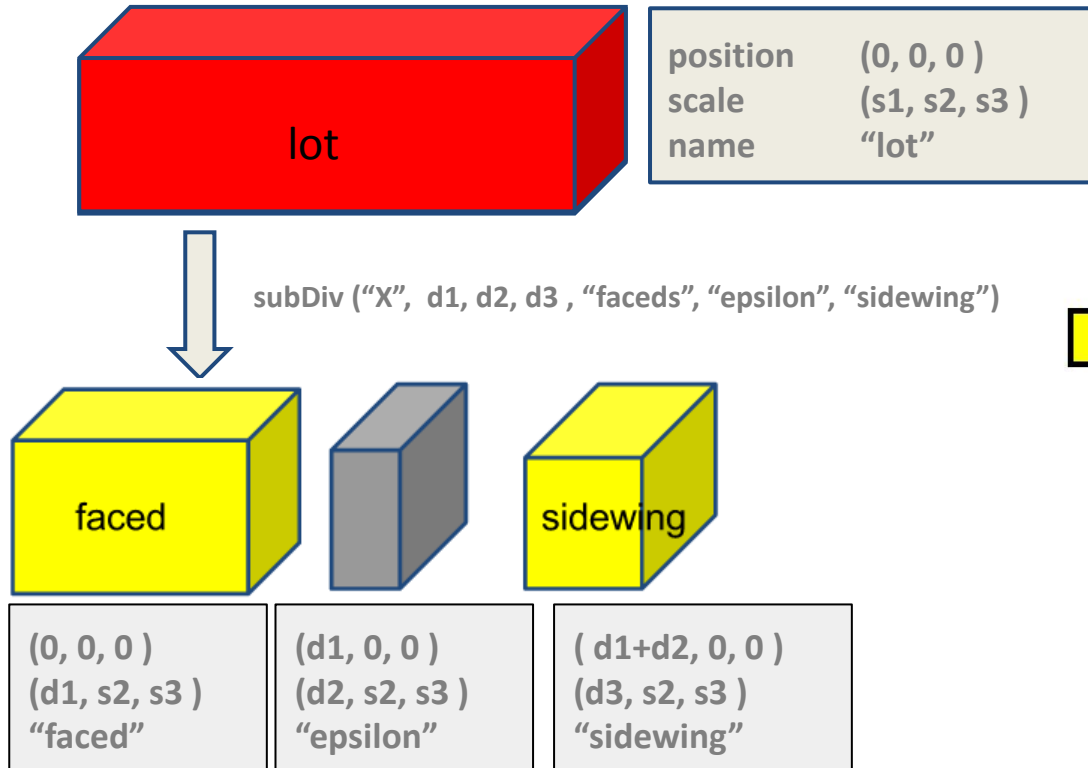 lot
position (0, 0, 0 )
scale (s1, s2, s3 )
name “lot”
subDiv (“X”, d1, d2, d3 , “faceds”, “epsilon”, “sidewing”)
faced
sidewing
(0, 0, 0 )
(d1, s2, s3 )
“faced”
(d1, 0, 0 )
(d2, s2, s3 )
“epsilon”
( d1+d2, 0, 0 )
(d3, s2, s3 )
“sidewing”